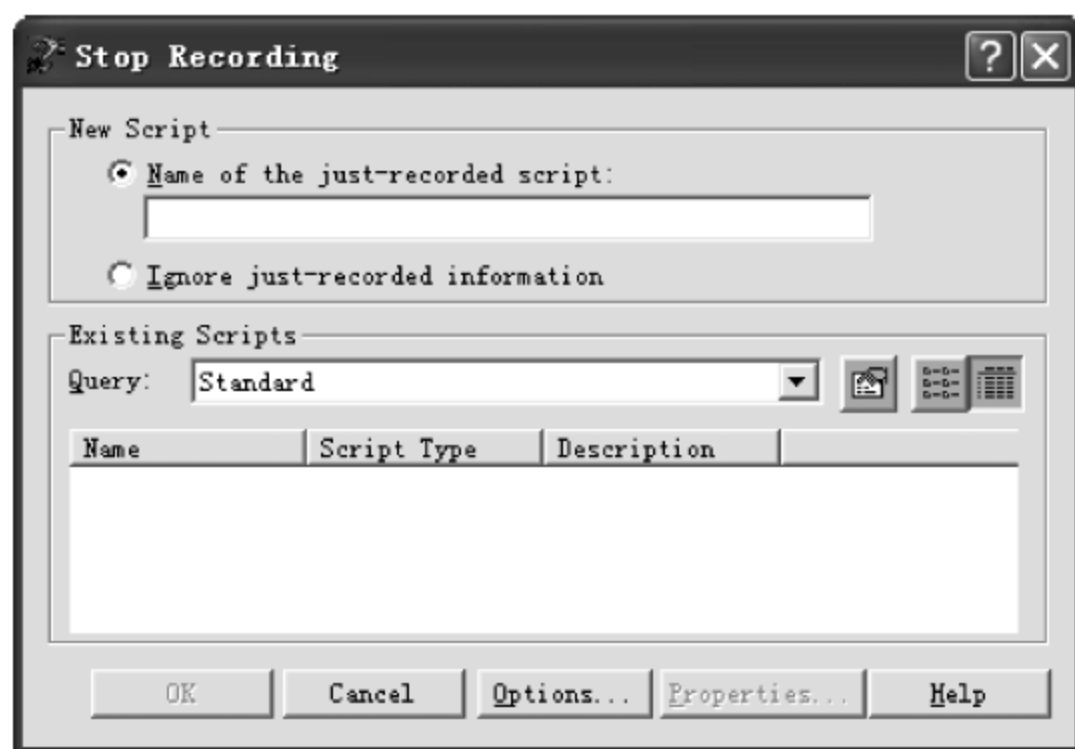 Stop Recording
New Script
Name of the just-recorded script:
Ignore just-recorded information
Existing Scripts
Query: Standard
Name Script Type Description
OK Cancel Options... Properties... Help